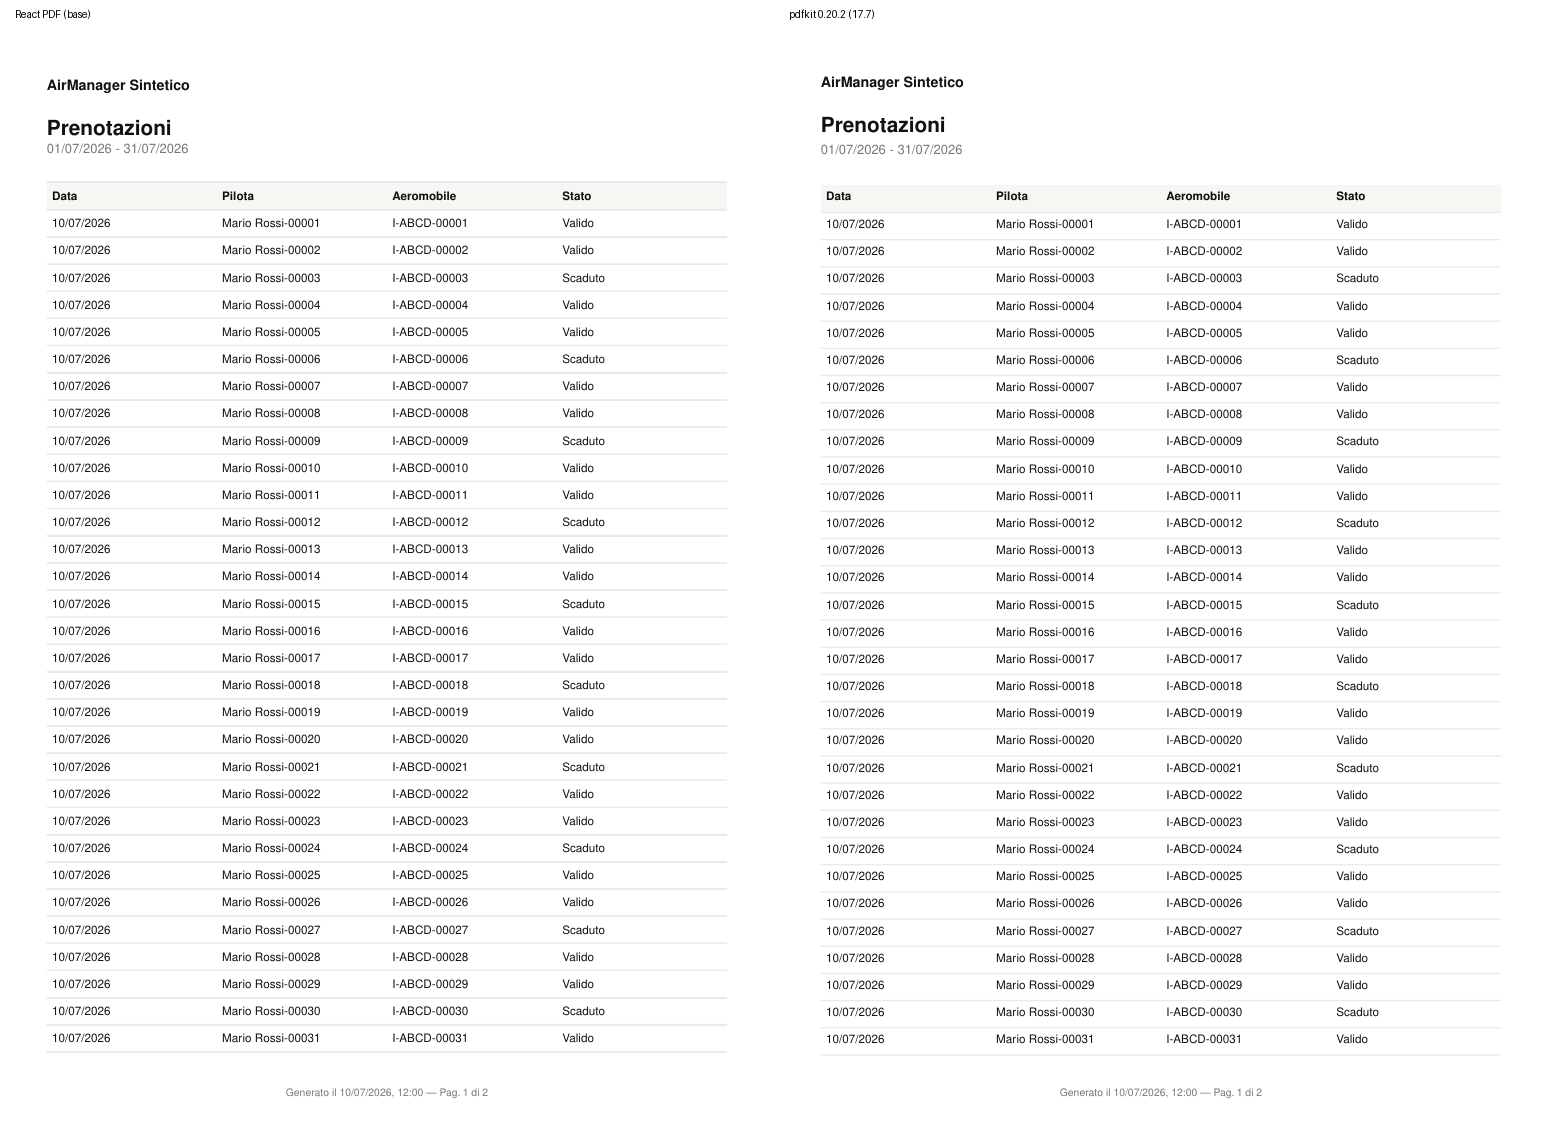 React PDF (base)
AirManager Sintetico
Prenotazioni
01/07/2026 - 31/07/2026
Data Pilota Aeromobile Stato
10/07/2026 Mario Rossi-00001 I-ABCD-00001 Valido
10/07/2026 Mario Rossi-00002 I-ABCD-00002 Valido
10/07/2026 Mario Rossi-00003 I-ABCD-00003 Scaduto
10/07/2026 Mario Rossi-00004 I-ABCD-00004 Valido
10/07/2026 Mario Rossi-00005 I-ABCD-00005 Valido
10/07/2026 Mario Rossi-00006 I-ABCD-00006 Scaduto
10/07/2026 Mario Rossi-00007 I-ABCD-00007 Valido
10/07/2026 Mario Rossi-00008 I-ABCD-00008 Valido
10/07/2026 Mario Rossi-00009 I-ABCD-00009 Scaduto
10/07/2026 Mario Rossi-00010 I-ABCD-00010 Valido
10/07/2026 Mario Rossi-00011 I-ABCD-00011 Valido
10/07/2026 Mario Rossi-00012 I-ABCD-00012 Scaduto
10/07/2026 Mario Rossi-00013 I-ABCD-00013 Valido
10/07/2026 Mario Rossi-00014 I-ABCD-00014 Valido
10/07/2026 Mario Rossi-00015 I-ABCD-00015 Scaduto
10/07/2026 Mario Rossi-00016 I-ABCD-00016 Valido
10/07/2026 Mario Rossi-00017 I-ABCD-00017 Valido
10/07/2026 Mario Rossi-00018 I-ABCD-00018 Scaduto
10/07/2026 Mario Rossi-00019 I-ABCD-00019 Valido
10/07/2026 Mario Rossi-00020 I-ABCD-00020 Valido
10/07/2026 Mario Rossi-00021 I-ABCD-00021 Scaduto
10/07/2026 Mario Rossi-00022 I-ABCD-00022 Valido
10/07/2026 Mario Rossi-00023 I-ABCD-00023 Valido
10/07/2026 Mario Rossi-00024 I-ABCD-00024 Scaduto
10/07/2026 Mario Rossi-00025 I-ABCD-00025 Valido
10/07/2026 Mario Rossi-00026 I-ABCD-00026 Valido
10/07/2026 Mario Rossi-00027 I-ABCD-00027 Scaduto
10/07/2026 Mario Rossi-00028 I-ABCD-00028 Valido
10/07/2026 Mario Rossi-00029 I-ABCD-00029 Valido
10/07/2026 Mario Rossi-00030 I-ABCD-00030 Scaduto
10/07/2026 Mario Rossi-00031 I-ABCD-00031 Valido
Generato il 10/07/2026, 12:00 — Pag. 1 di 2
pdfkit 0.20.2 (17.7)
AirManager Sintetico
Prenotazioni
01/07/2026 - 31/07/2026
Data Pilota Aeromobile Stato
10/07/2026 Mario Rossi-00001 I-ABCD-00001 Valido
10/07/2026 Mario Rossi-00002 I-ABCD-00002 Valido
10/07/2026 Mario Rossi-00003 I-ABCD-00003 Scaduto
10/07/2026 Mario Rossi-00004 I-ABCD-00004 Valido
10/07/2026 Mario Rossi-00005 I-ABCD-00005 Valido
10/07/2026 Mario Rossi-00006 I-ABCD-00006 Scaduto
10/07/2026 Mario Rossi-00007 I-ABCD-00007 Valido
10/07/2026 Mario Rossi-00008 I-ABCD-00008 Valido
10/07/2026 Mario Rossi-00009 I-ABCD-00009 Scaduto
10/07/2026 Mario Rossi-00010 I-ABCD-00010 Valido
10/07/2026 Mario Rossi-00011 I-ABCD-00011 Valido
10/07/2026 Mario Rossi-00012 I-ABCD-00012 Scaduto
10/07/2026 Mario Rossi-00013 I-ABCD-00013 Valido
10/07/2026 Mario Rossi-00014 I-ABCD-00014 Valido
10/07/2026 Mario Rossi-00015 I-ABCD-00015 Scaduto
10/07/2026 Mario Rossi-00016 I-ABCD-00016 Valido
10/07/2026 Mario Rossi-00017 I-ABCD-00017 Valido
10/07/2026 Mario Rossi-00018 I-ABCD-00018 Scaduto
10/07/2026 Mario Rossi-00019 I-ABCD-00019 Valido
10/07/2026 Mario Rossi-00020 I-ABCD-00020 Valido
10/07/2026 Mario Rossi-00021 I-ABCD-00021 Scaduto
10/07/2026 Mario Rossi-00022 I-ABCD-00022 Valido
10/07/2026 Mario Rossi-00023 I-ABCD-00023 Valido
10/07/2026 Mario Rossi-00024 I-ABCD-00024 Scaduto
10/07/2026 Mario Rossi-00025 I-ABCD-00025 Valido
10/07/2026 Mario Rossi-00026 I-ABCD-00026 Valido
10/07/2026 Mario Rossi-00027 I-ABCD-00027 Scaduto
10/07/2026 Mario Rossi-00028 I-ABCD-00028 Valido
10/07/2026 Mario Rossi-00029 I-ABCD-00029 Valido
10/07/2026 Mario Rossi-00030 I-ABCD-00030 Scaduto
10/07/2026 Mario Rossi-00031 I-ABCD-00031 Valido
Generato il 10/07/2026, 12:00 — Pag. 1 di 2